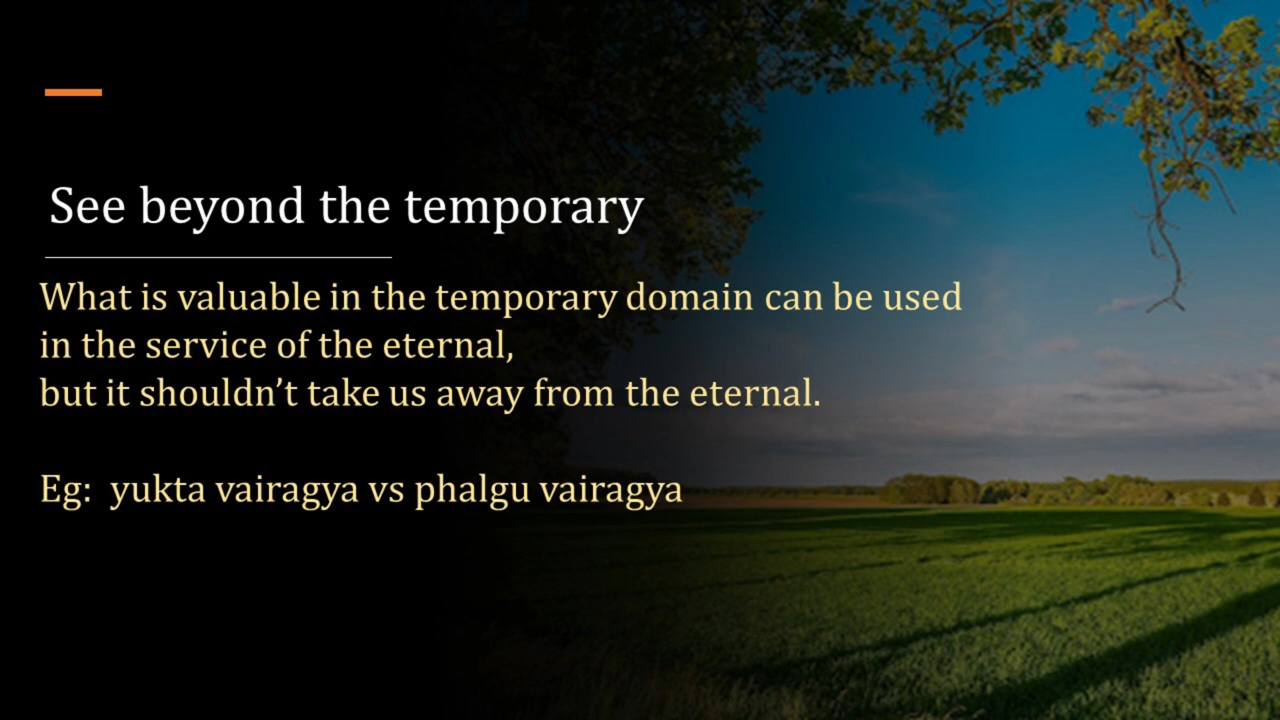 See beyond the temporary
What is valuable in the temporary domain can be used
in the service of the eternal,
but it shouldn’t take us away from the eternal.
Eg:  yukta vairagya vs phalgu vairagya